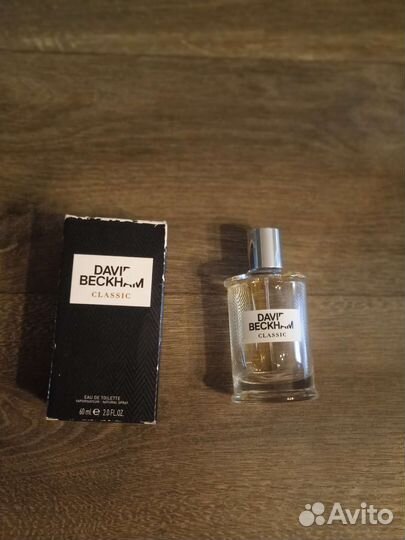 DAVID
BECKHAM
CLASSIC
EAU DE TOILETTE
VAPORISATEUR - NATURAL SPRAY
60 ml e 2.0 FL.OZ.
DAVID
BECKHAM
CLASSIC
Avito